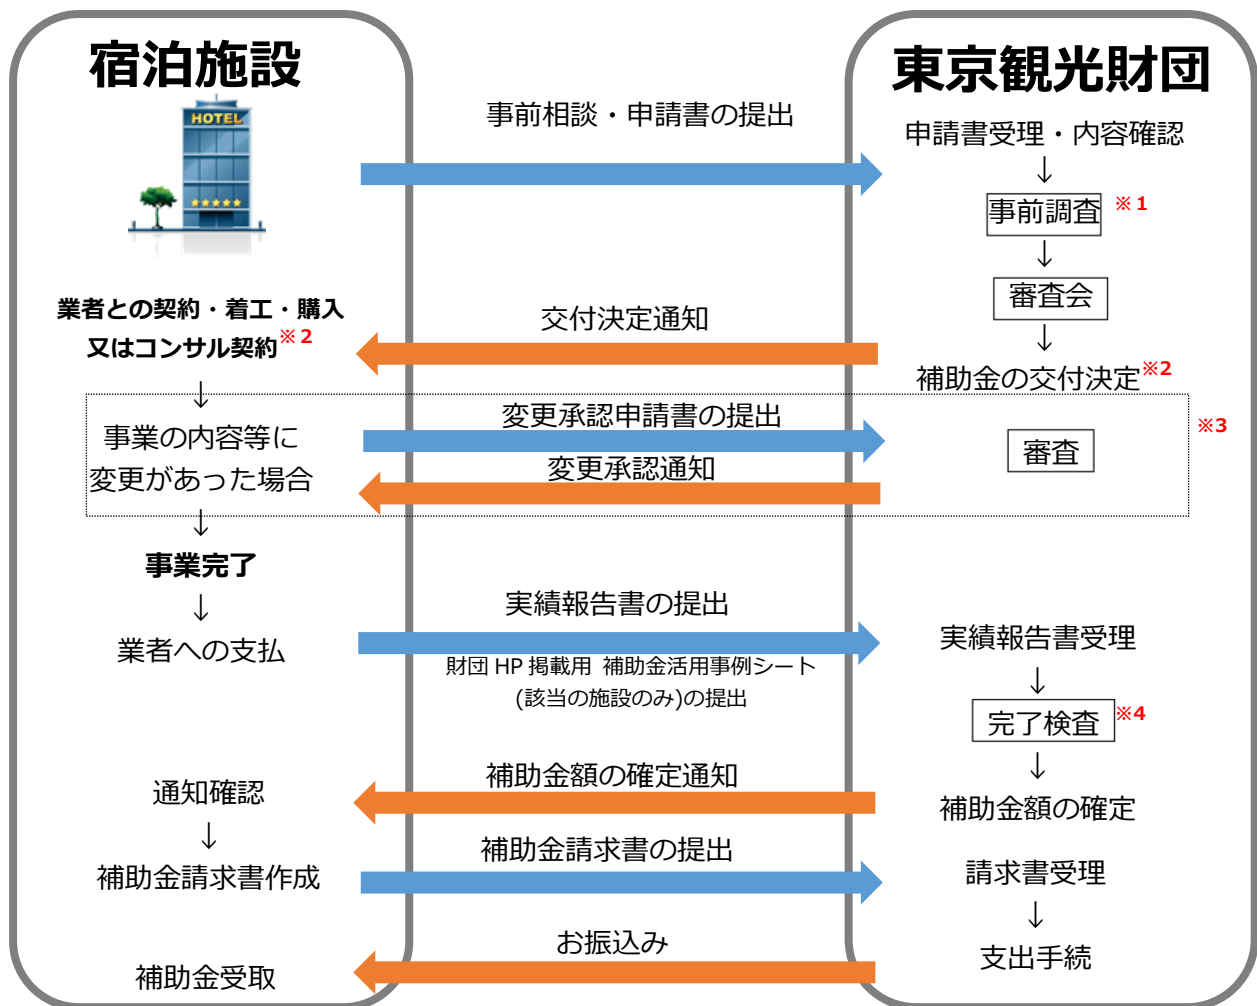 宿泊施設
東京観光財団
HOTEL
事前相談・申請書の提出
申請書受理・内容確認
↓
事前調査 ※1
↓
審査会
↓
業者との契約・着工・購入
又はコンサル契約※2
交付決定通知
補助金の交付決定※2
↓
事業の内容等に
変更があった場合
変更承認申請書の提出
変更承認通知
審査
※3
↓
事業完了
↓
業者への支払
実績報告書の提出
財団 HP 掲載用 補助金活用事例シート
(該当の施設のみ)の提出
実績報告書受理
↓
完了検査 ※4
↓
補助金額の確定
補助金額の確定通知
通知確認
↓
補助金請求書作成
補助金請求書の提出
請求書受理
↓
支出手続
お振込み
補助金受取